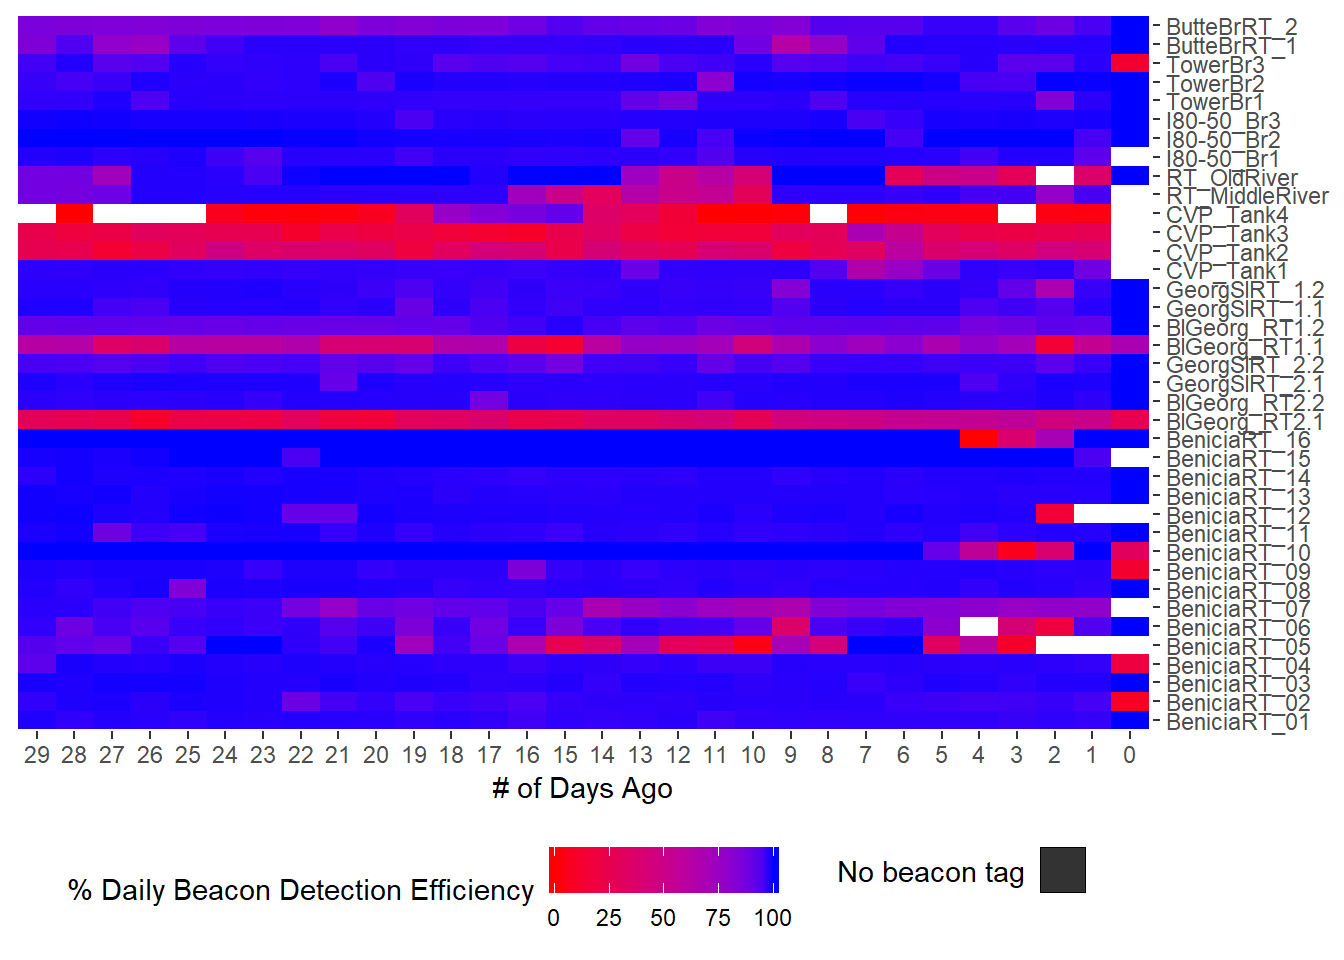 ButteBrRT_2
ButteBrRT_1
TowerBr3
TowerBr2
TowerBr1
I80-50_Br3
I80-50_Br2
I80-50_Br1
RT_OldRiver
RT_MiddleRiver
CVP_Tank4
CVP_Tank3
CVP_Tank2
CVP_Tank1
GeorgSlRT_1.2
GeorgSlRT_1.1
BlGeorg_RT1.2
BlGeorg_RT1.1
GeorgSlRT_2.2
GeorgSlRT_2.1
BlGeorg_RT2.2
BlGeorg_RT2.1
BeniciaRT_16
BeniciaRT_15
BeniciaRT_14
BeniciaRT_13
BeniciaRT_12
BeniciaRT_11
BeniciaRT_10
BeniciaRT_09
BeniciaRT_08
BeniciaRT_07
BeniciaRT_06
BeniciaRT_05
BeniciaRT_04
BeniciaRT_03
BeniciaRT_02
BeniciaRT_01
29 28 27 26 25 24 23 22 21 20 19 18 17 16 15 14 13 12 11 10 9 8 7 6 5 4 3 2 1 0
# of Days Ago
% Daily Beacon Detection Efficiency
0 25 50 75 100
No beacon tag